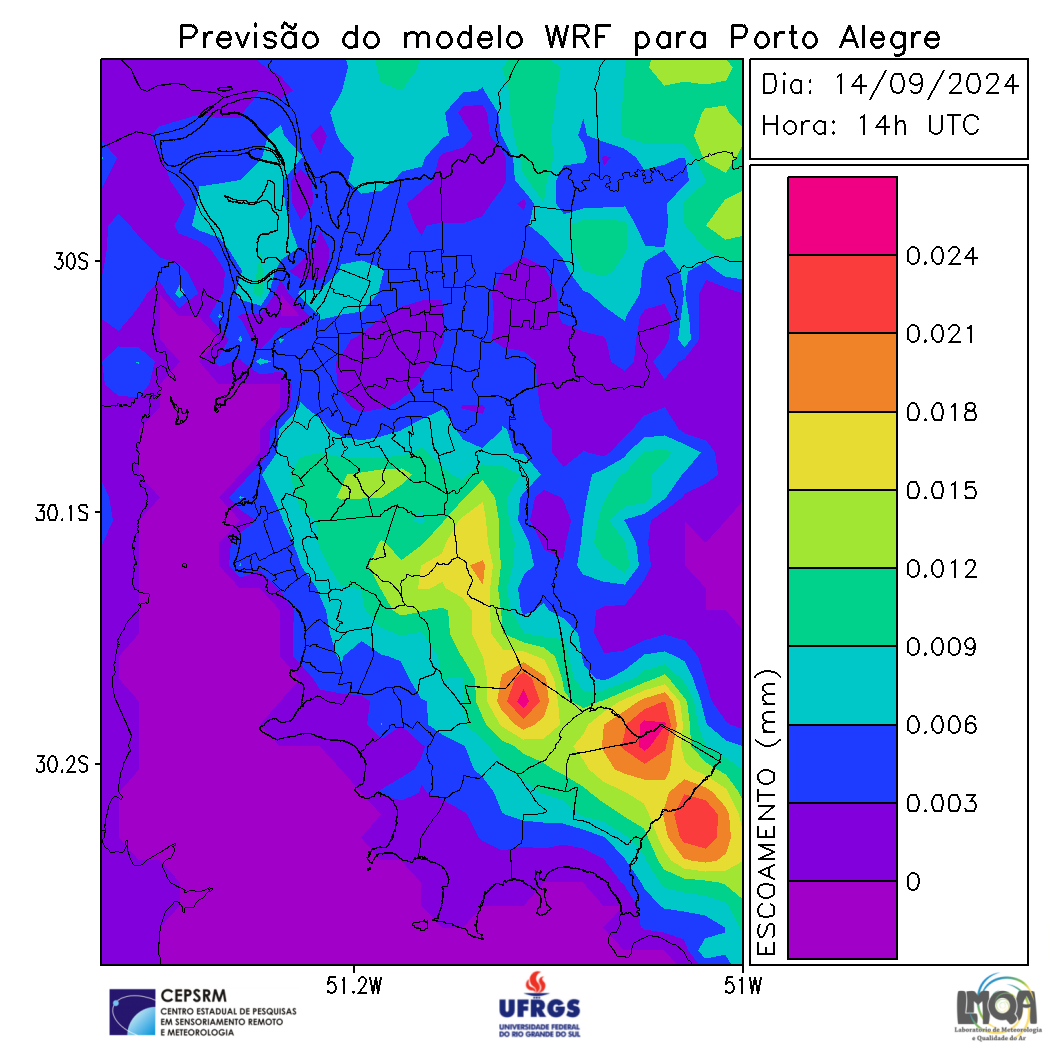 Previsão do modelo WRF para Porto Alegre
Dia: 14/09/2024
Hora: 14h UTC
30S
30.1S
30.2S
51.2W
51W
ESCOAMENTO (mm)
0.024
0.021
0.018
0.015
0.012
0.009
0.006
0.003
0
CEPSRM
CENTRO ESTADUAL DE PESQUISAS
EM SENSORIAMENTO REMOTO
E METEOROLOGIA
UFRGS
UNIVERSIDADE FEDERAL
DO RIO GRANDE DO SUL
LMQA
Laboratório de Meteorologia
e Qualidade do Ar